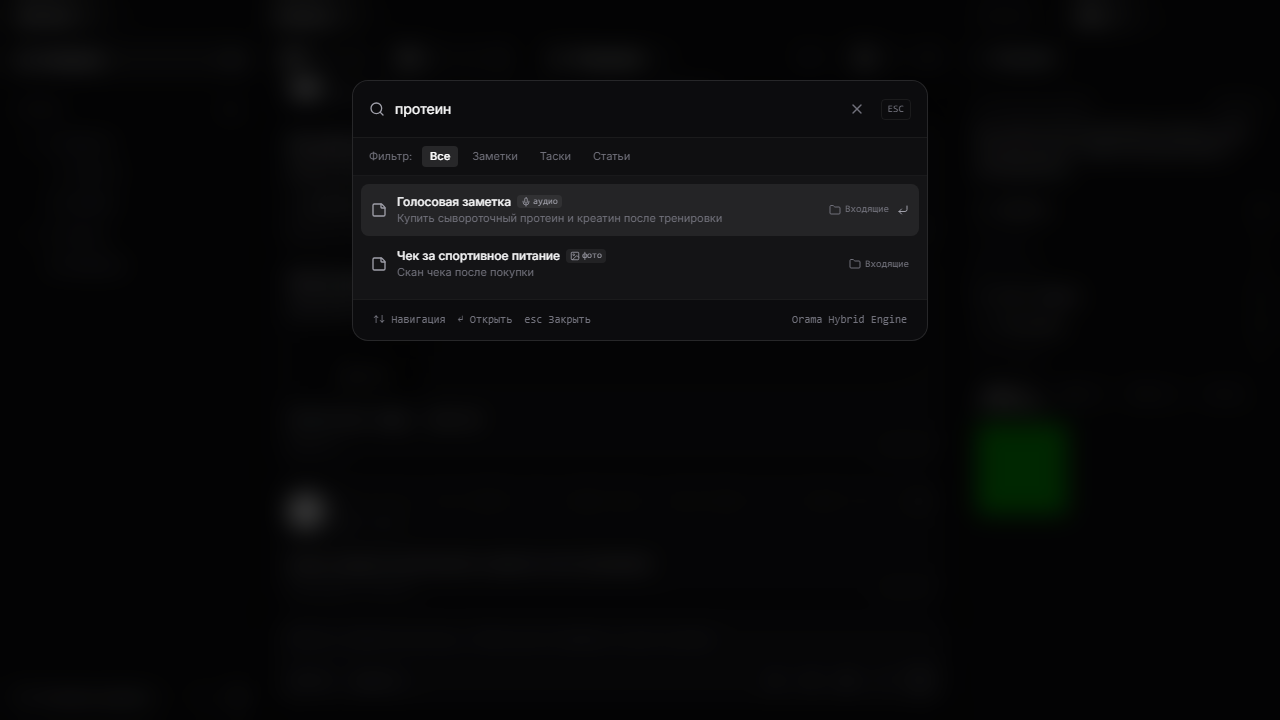 протеин ESC
Фильтр: Все Заметки Таски Статьи
Голосовая заметка аудио
Купить сывороточный протеин и креатин после тренировки
Входящие
Чек за спортивное питание фото
Скан чека после покупки
Входящие
↑↓ Навигация ↵ Открыть esc Закрыть Orama Hybrid Engine